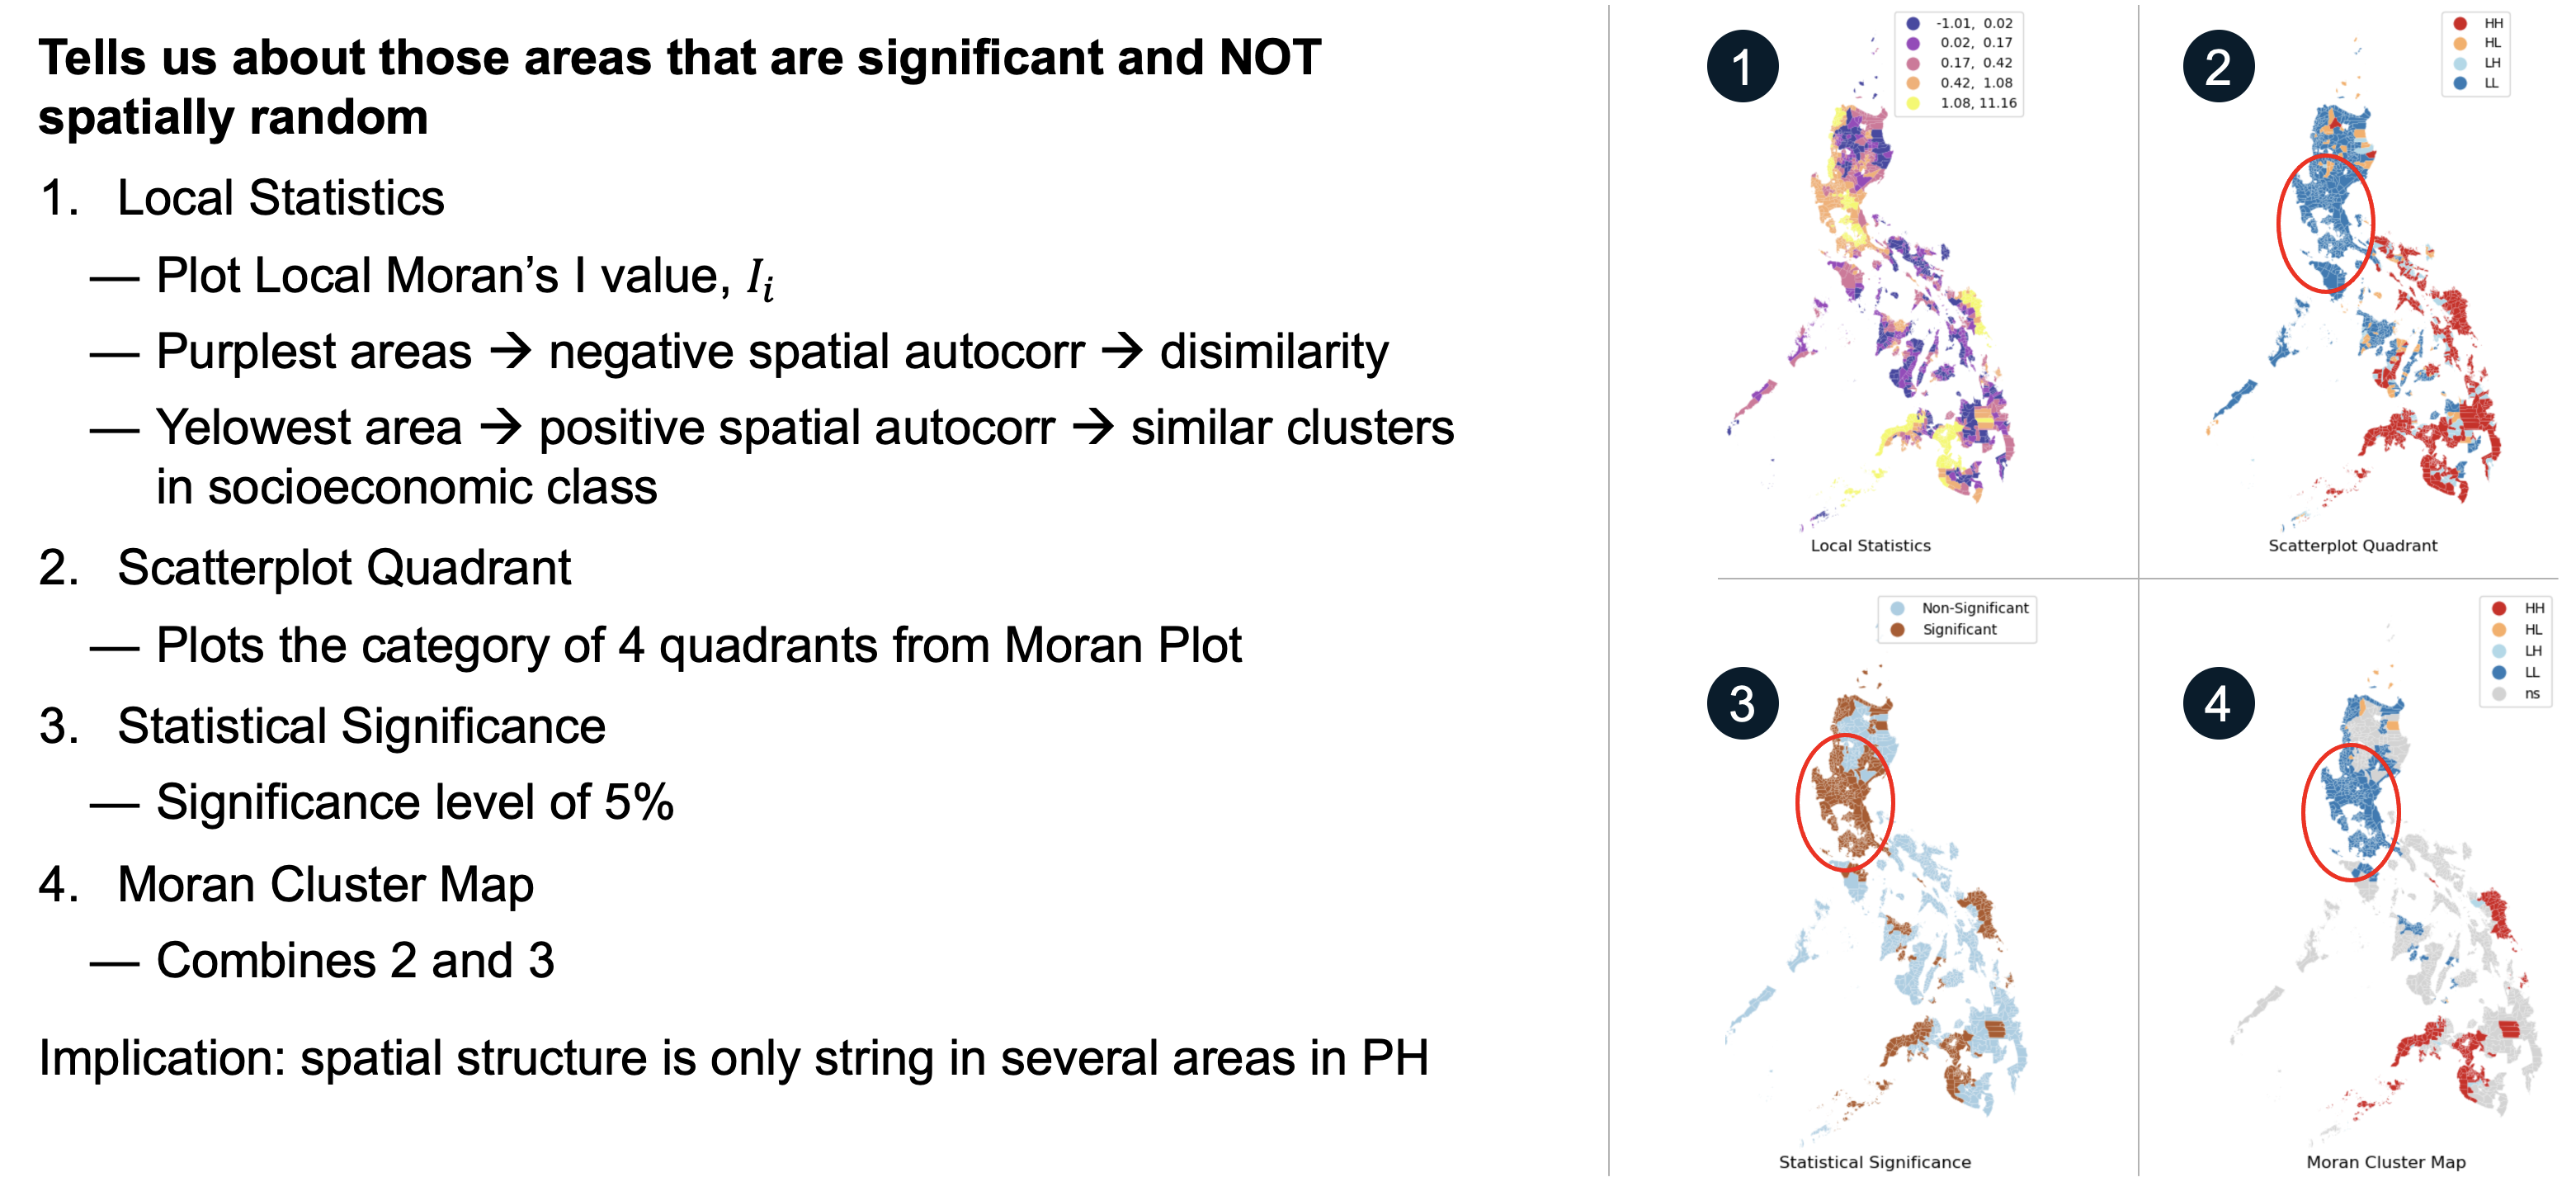 Tells us about those areas that are significant and NOT
spatially random
1. Local Statistics
— Plot Local Moran’s I value, Iᵢ
— Purplest areas → negative spatial autocorr → disimilarity
— Yelowest area → positive spatial autocorr → similar clusters
in socioeconomic class
2. Scatterplot Quadrant
— Plots the category of 4 quadrants from Moran Plot
3. Statistical Significance
— Significance level of 5%
4. Moran Cluster Map
— Combines 2 and 3
Implication: spatial structure is only string in several areas in PH
1
-1.01, 0.02
0.02, 0.17
0.17, 0.42
0.42, 1.08
1.08, 11.16
Local Statistics
2
HH
HL
LH
LL
Scatterplot Quadrant
3
Non-Significant
Significant
Statistical Significance
4
HH
HL
LH
LL
ns
Moran Cluster Map